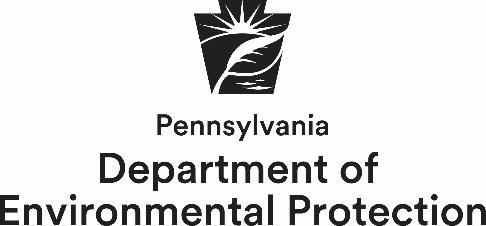 Pennsylvania
Department of
Environmental Protection